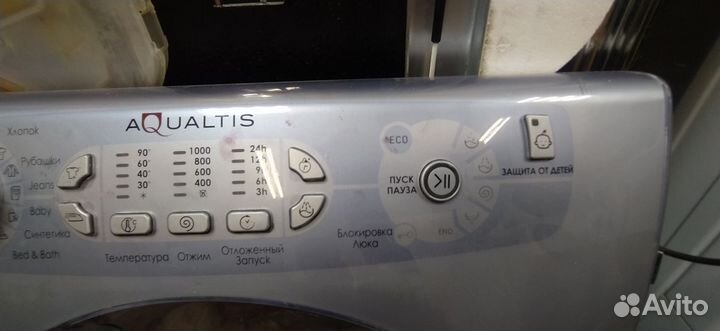 AQUALTIS
Хлопок
Рубашки
Jeans
Baby
Синтетика
Bed & Bath
90° 1000 24h
60° 800 12h
40° 600 9h
30° 400 6h
3h
Температура Отжим Отложенный Запуск
ECO
ПУСК
ПАУЗА
ЗАЩИТА ОТ ДЕТЕЙ
Блокировка
Люка
END
Avito